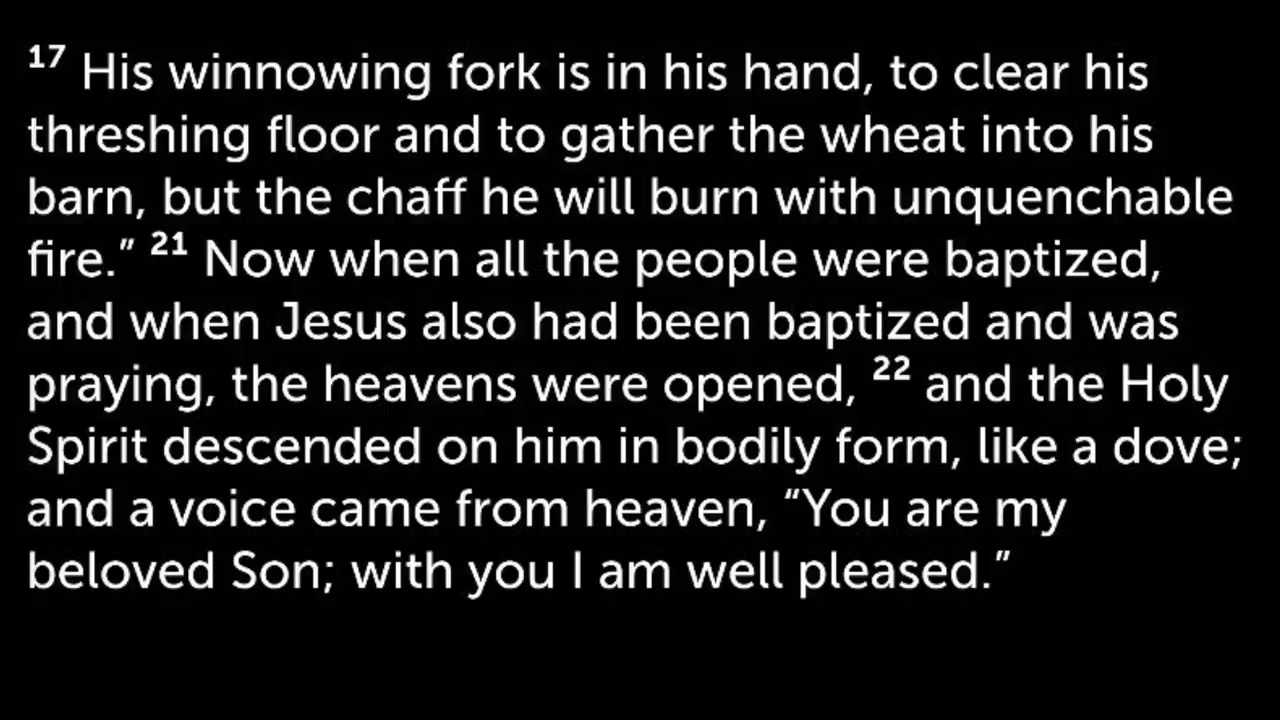 17 His winnowing fork is in his hand, to clear his
threshing floor and to gather the wheat into his
barn, but the chaff he will burn with unquenchable
fire.” 21 Now when all the people were baptized,
and when Jesus also had been baptized and was
praying, the heavens were opened, 22 and the Holy
Spirit descended on him in bodily form, like a dove;
and a voice came from heaven, “You are my
beloved Son; with you I am well pleased.”